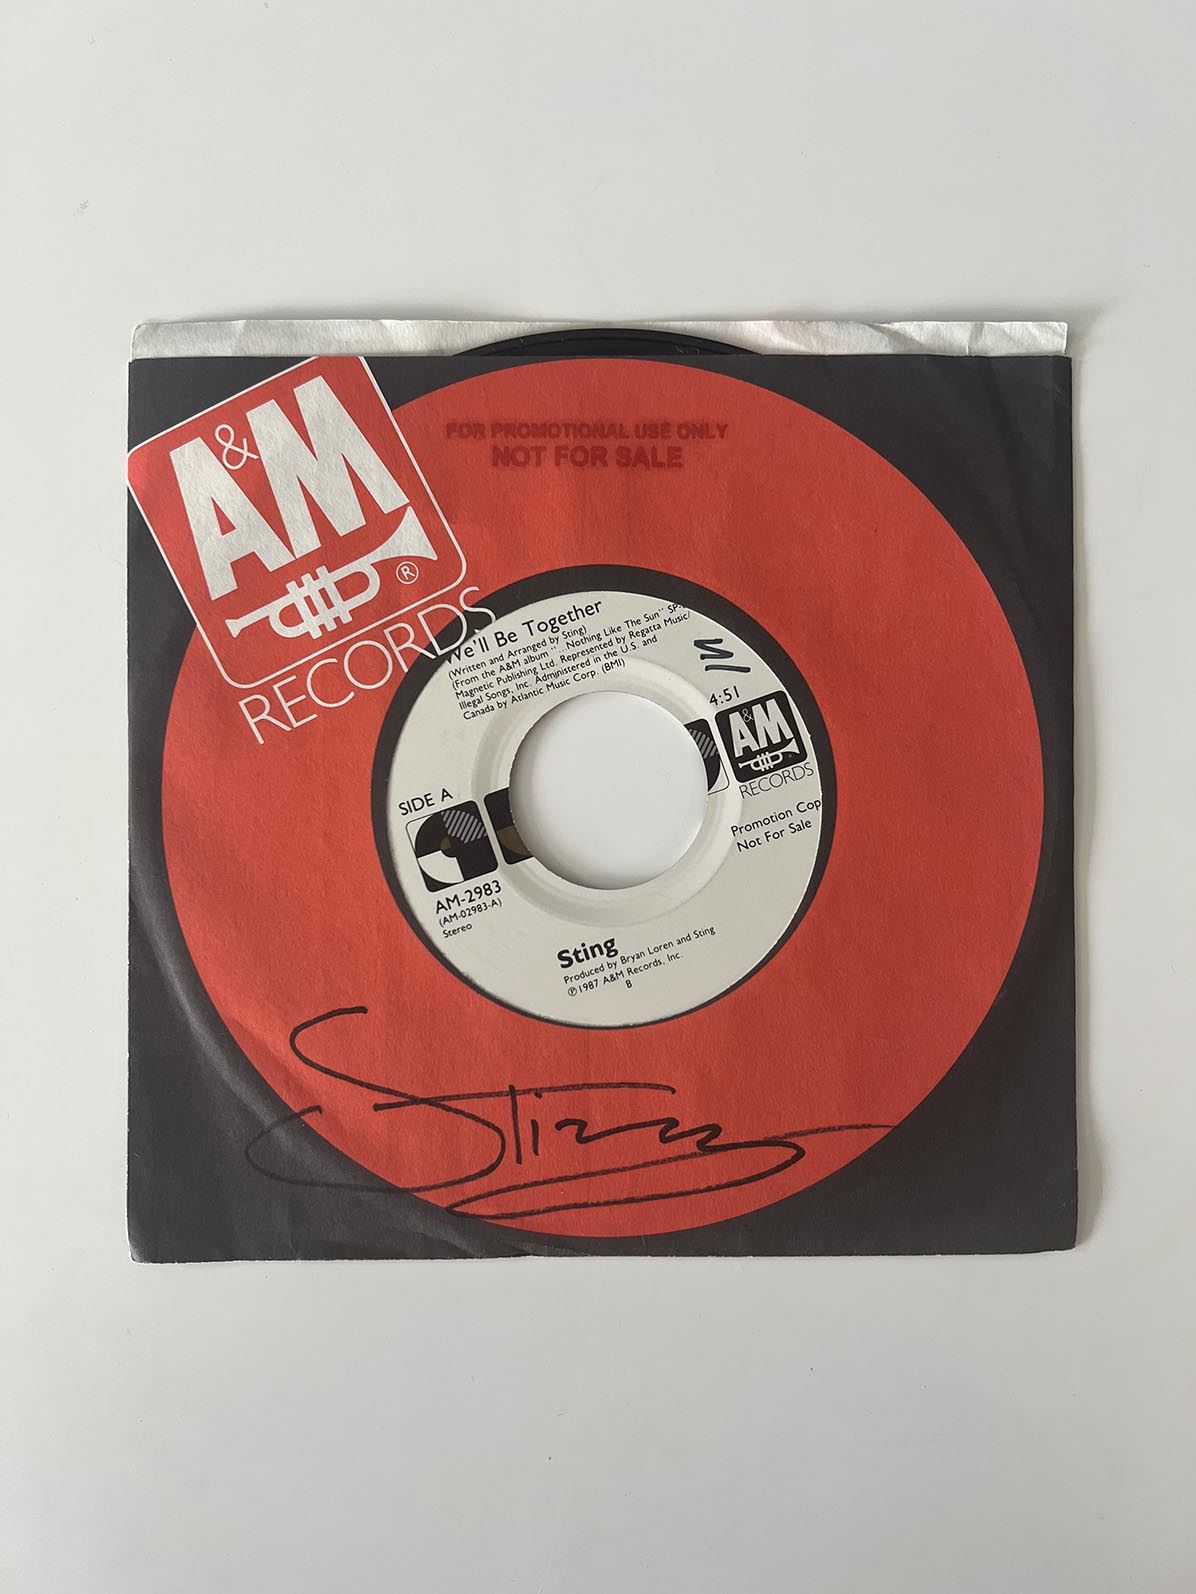 A&M
®
RECORDS
FOR PROMOTIONAL USE ONLY
NOT FOR SALE
We'll Be Together
(Written and Arranged by Sting)
(From the A&M album "...Nothing Like The Sun" SP-
Magnetic Publishing Ltd. Represented by Regatta Music/
Illegal Songs, Inc. Administered in the U.S. and
Canada by Atlantic Music Corp. (BMI)
4:51
A&M
RECORDS
SIDE A
Promotion Cop
Not For Sale
AM-2983
(AM-02983-A)
Stereo
Sting
Produced by Bryan Loren and Sting
℗1987 A&M Records, Inc.
B
Sting